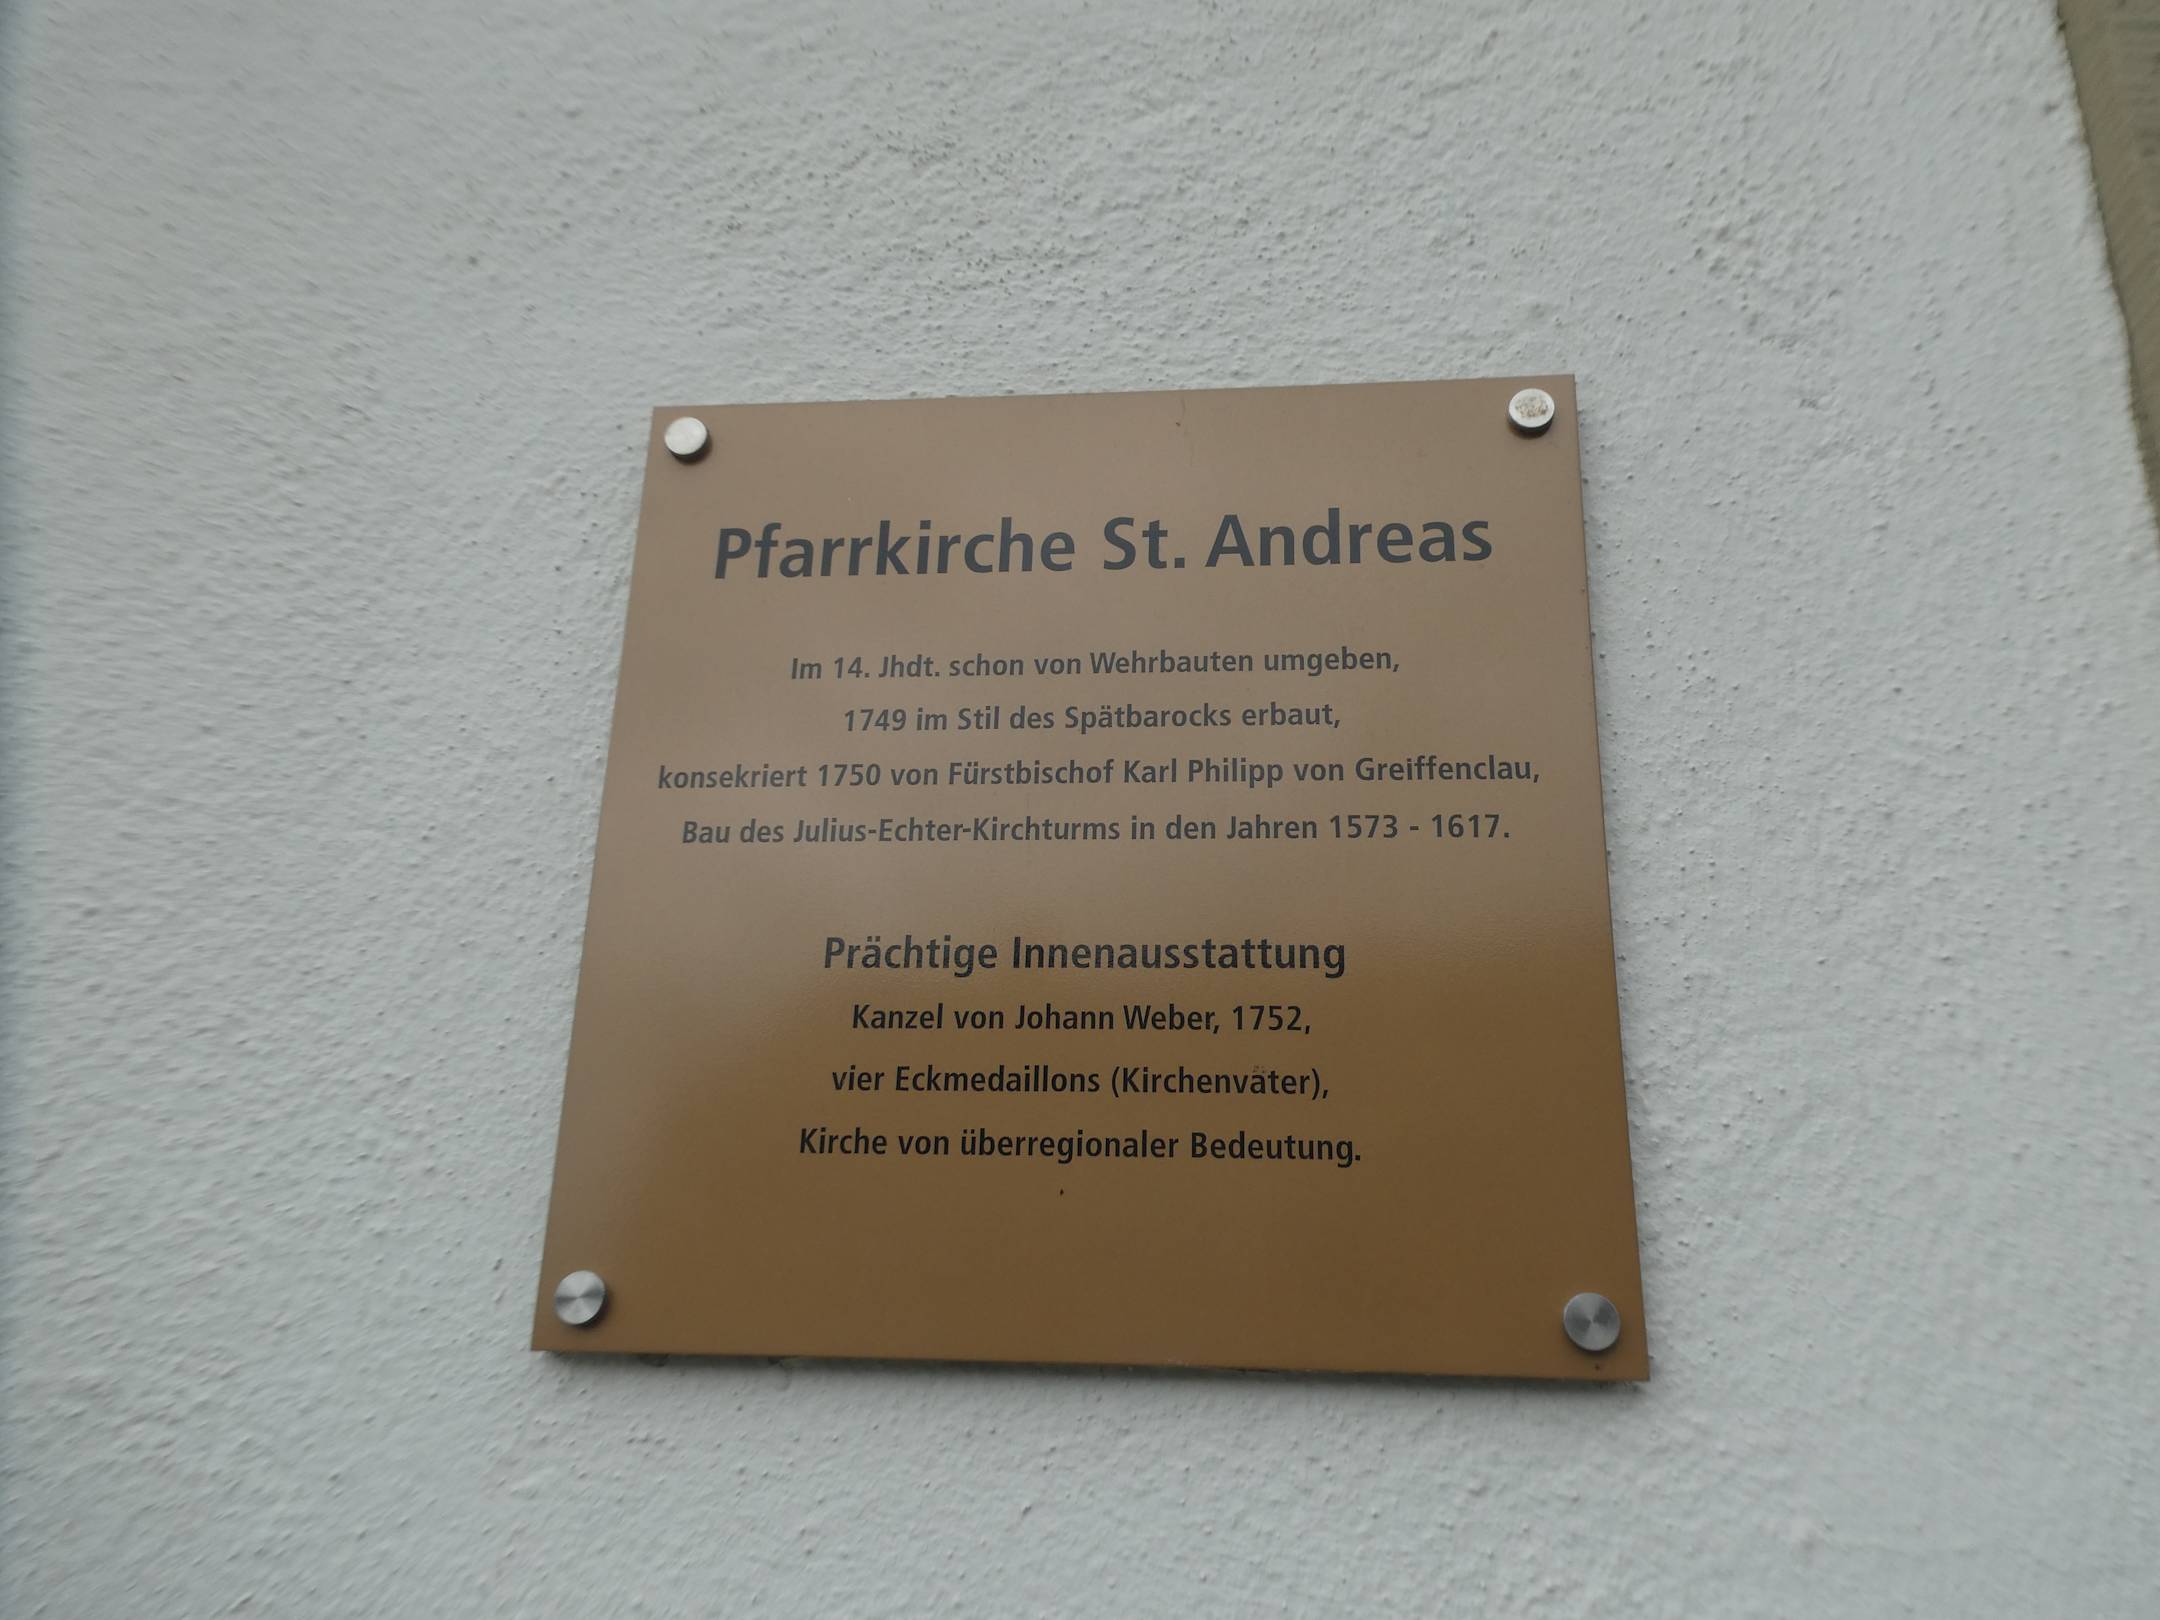 Pfarrkirche St. Andreas
Im 14. Jhdt. schon von Wehrbauten umgeben,
1749 im Stil des Spätbarocks erbaut,
konsekriert 1750 von Fürstbischof Karl Philipp von Greiffenclau,
Bau des Julius-Echter-Kirchturms in den Jahren 1573 - 1617.
Prächtige Innenausstattung
Kanzel von Johann Weber, 1752,
vier Eckmedaillons (Kirchenväter),
Kirche von überregionaler Bedeutung.